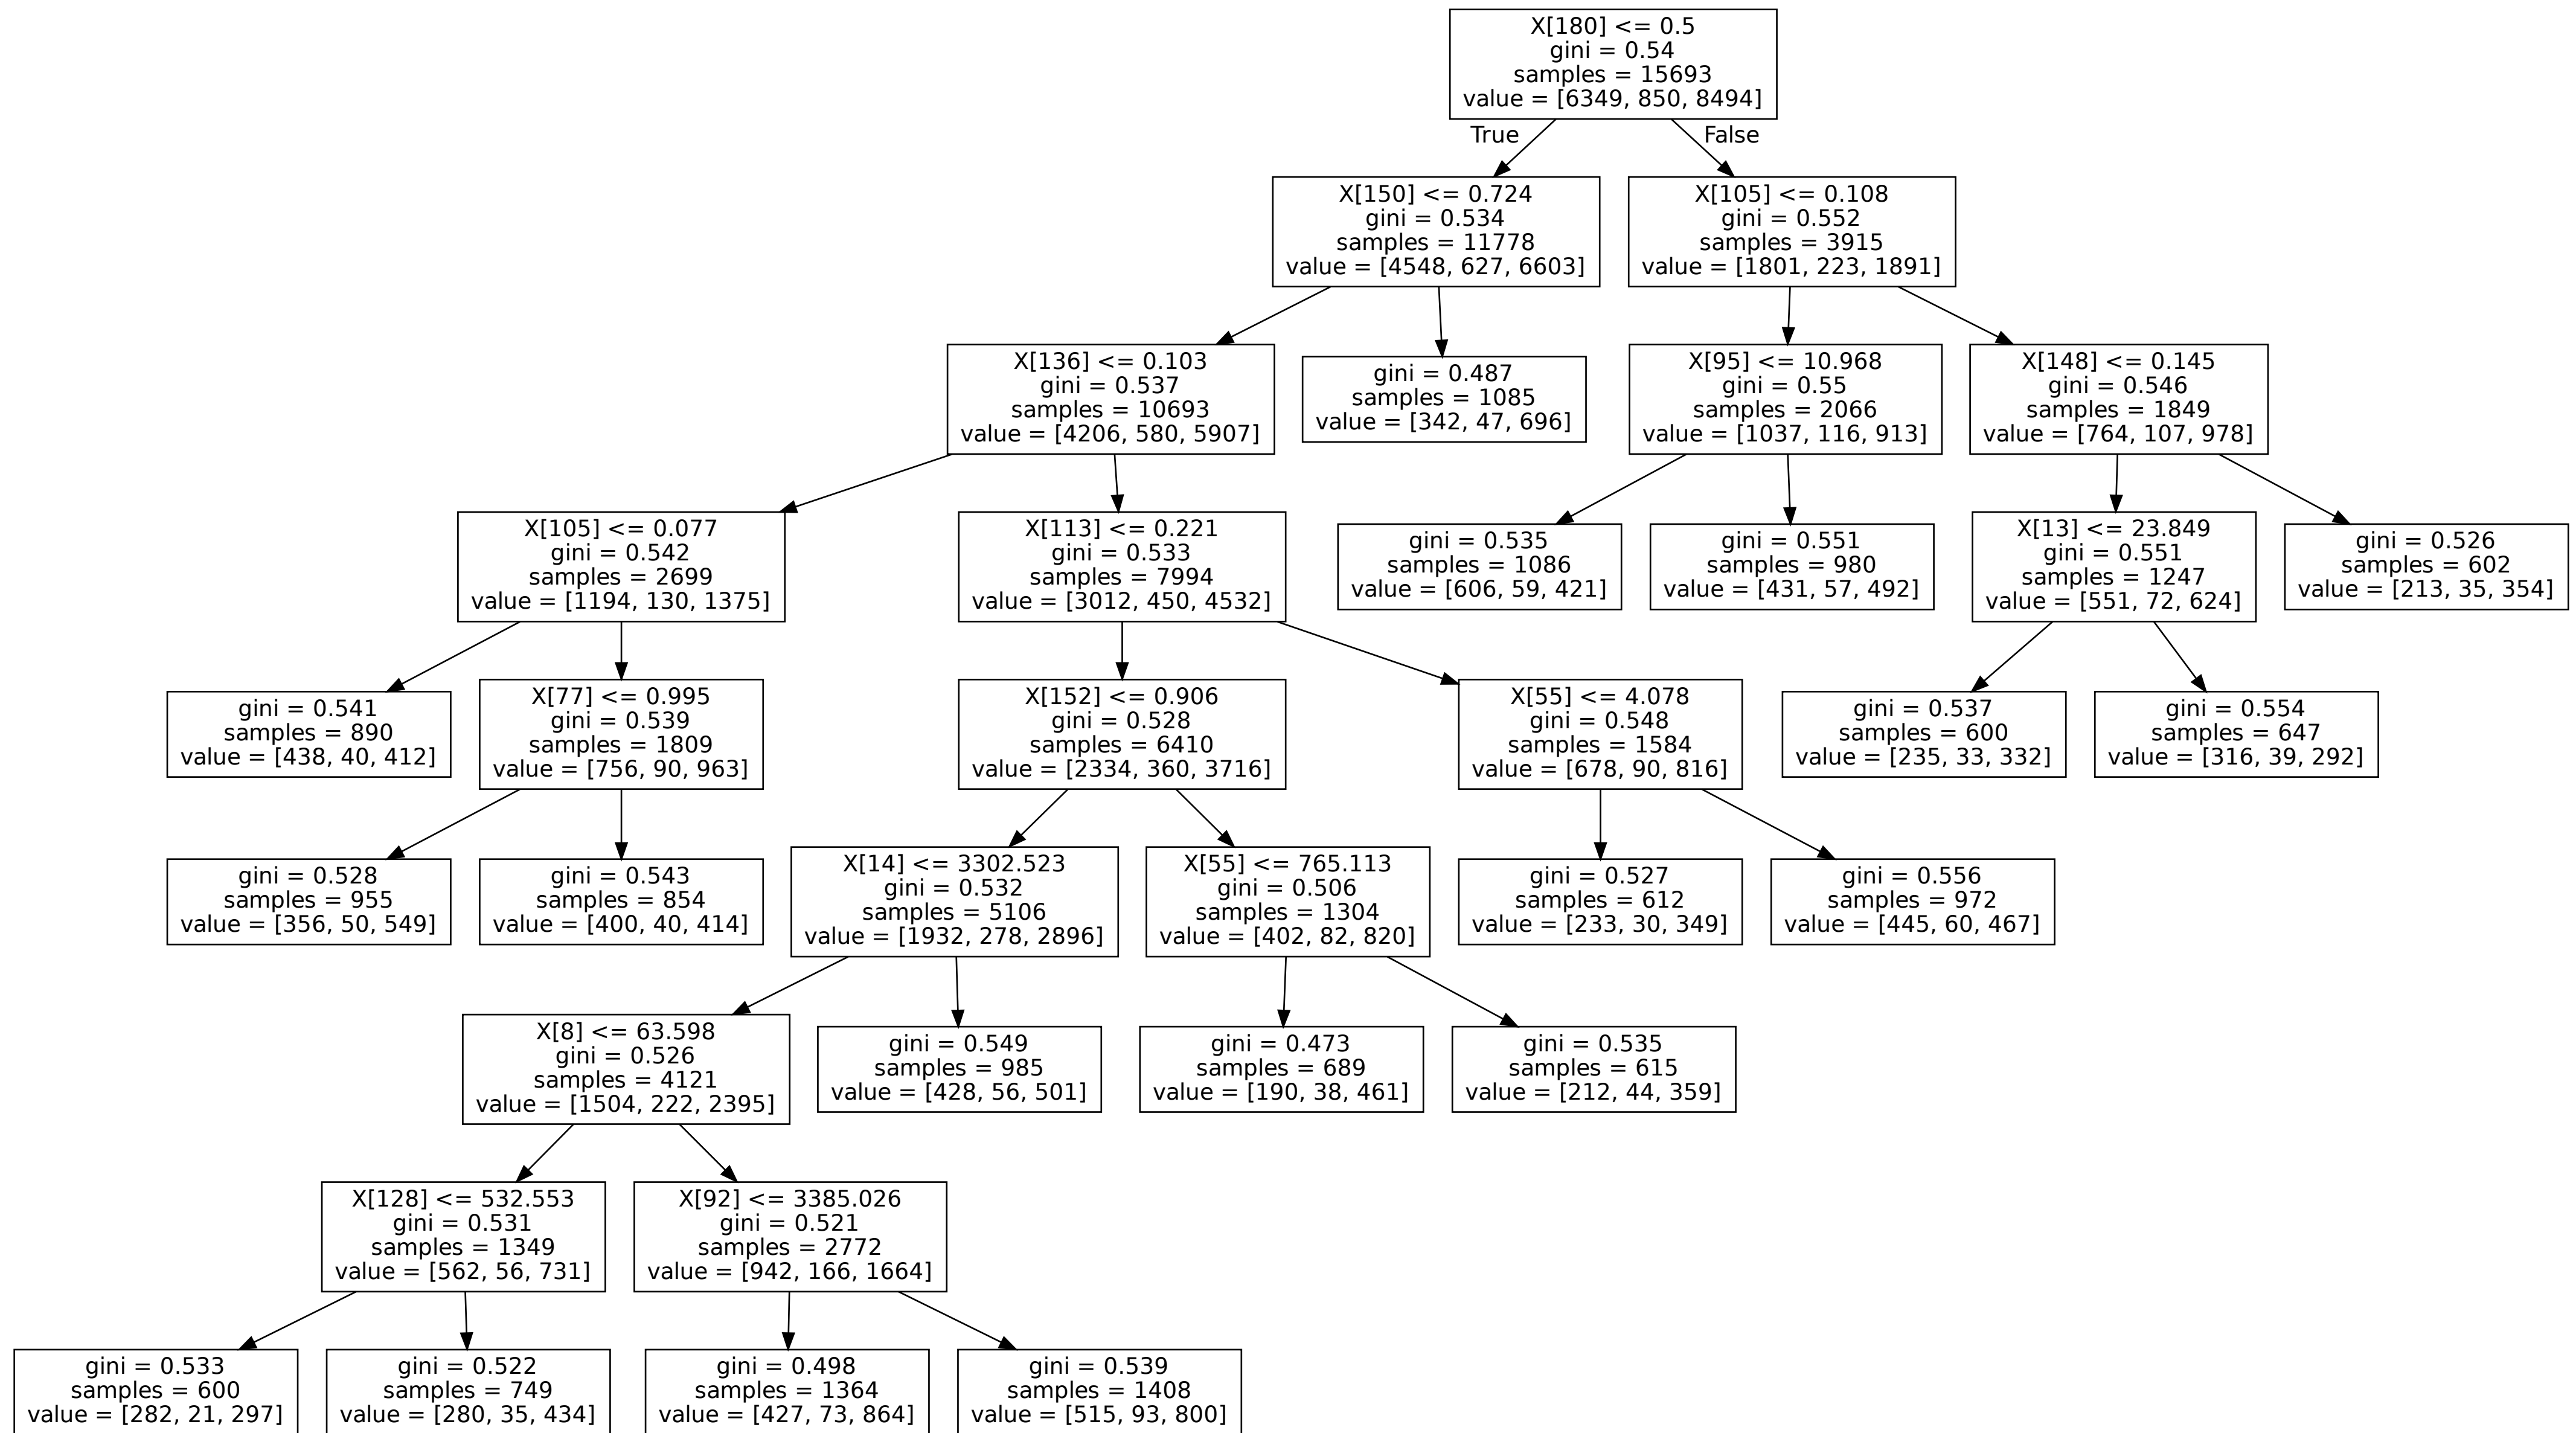 X[180] <= 0.5
gini = 0.54
samples = 15693
value = [6349, 850, 8494]
True
False
X[150] <= 0.724
gini = 0.534
samples = 11778
value = [4548, 627, 6603]
X[105] <= 0.108
gini = 0.552
samples = 3915
value = [1801, 223, 1891]
X[136] <= 0.103
gini = 0.537
samples = 10693
value = [4206, 580, 5907]
gini = 0.487
samples = 1085
value = [342, 47, 696]
X[95] <= 10.968
gini = 0.55
samples = 2066
value = [1037, 116, 913]
X[148] <= 0.145
gini = 0.546
samples = 1849
value = [764, 107, 978]
X[105] <= 0.077
gini = 0.542
samples = 2699
value = [1194, 130, 1375]
X[113] <= 0.221
gini = 0.533
samples = 7994
value = [3012, 450, 4532]
gini = 0.535
samples = 1086
value = [606, 59, 421]
gini = 0.551
samples = 980
value = [431, 57, 492]
X[13] <= 23.849
gini = 0.551
samples = 1247
value = [551, 72, 624]
gini = 0.526
samples = 602
value = [213, 35, 354]
gini = 0.541
samples = 890
value = [438, 40, 412]
X[77] <= 0.995
gini = 0.539
samples = 1809
value = [756, 90, 963]
X[152] <= 0.906
gini = 0.528
samples = 6410
value = [2334, 360, 3716]
X[55] <= 4.078
gini = 0.548
samples = 1584
value = [678, 90, 816]
gini = 0.537
samples = 600
value = [235, 33, 332]
gini = 0.554
samples = 647
value = [316, 39, 292]
gini = 0.528
samples = 955
value = [356, 50, 549]
gini = 0.543
samples = 854
value = [400, 40, 414]
X[14] <= 3302.523
gini = 0.532
samples = 5106
value = [1932, 278, 2896]
X[55] <= 765.113
gini = 0.506
samples = 1304
value = [402, 82, 820]
gini = 0.527
samples = 612
value = [233, 30, 349]
gini = 0.556
samples = 972
value = [445, 60, 467]
X[8] <= 63.598
gini = 0.526
samples = 4121
value = [1504, 222, 2395]
gini = 0.549
samples = 985
value = [428, 56, 501]
gini = 0.473
samples = 689
value = [190, 38, 461]
gini = 0.535
samples = 615
value = [212, 44, 359]
X[128] <= 532.553
gini = 0.531
samples = 1349
value = [562, 56, 731]
X[92] <= 3385.026
gini = 0.521
samples = 2772
value = [942, 166, 1664]
gini = 0.533
samples = 600
value = [282, 21, 297]
gini = 0.522
samples = 749
value = [280, 35, 434]
gini = 0.498
samples = 1364
value = [427, 73, 864]
gini = 0.539
samples = 1408
value = [515, 93, 800]